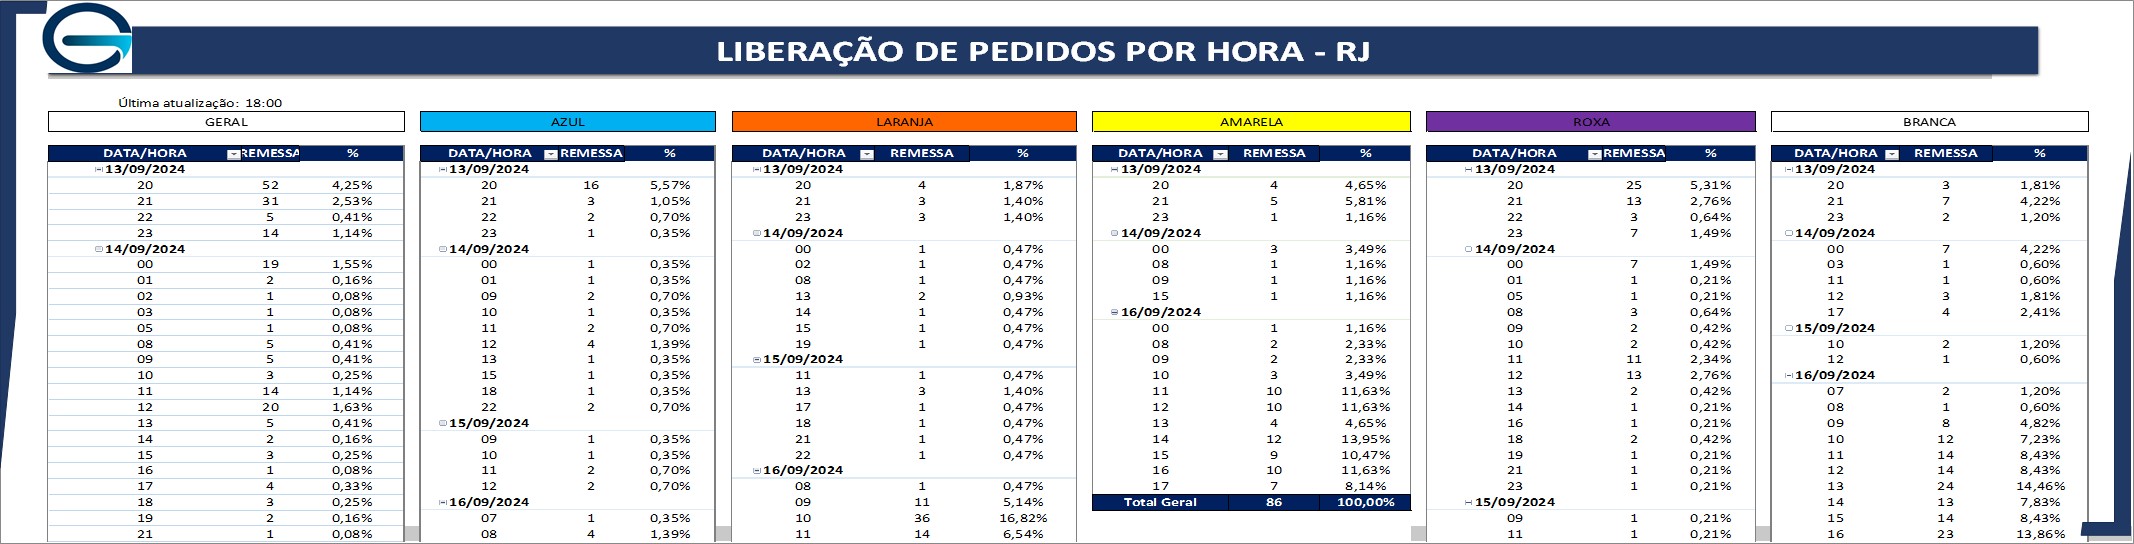 LIBERAÇÃO DE PEDIDOS POR HORA - RJ
Última atualização: 18:00
GERAL
DATA/HORA REMESSA %
13/09/2024
20 52 4,25%
21 31 2,53%
22 5 0,41%
23 14 1,14%
14/09/2024
00 19 1,55%
01 2 0,16%
02 1 0,08%
03 1 0,08%
05 1 0,08%
08 5 0,41%
09 5 0,41%
10 3 0,25%
11 14 1,14%
12 20 1,63%
13 5 0,41%
14 2 0,16%
15 3 0,25%
16 1 0,08%
17 4 0,33%
18 3 0,25%
19 2 0,16%
21 1 0,08%
AZUL
DATA/HORA REMESSA %
13/09/2024
20 16 5,57%
21 3 1,05%
22 2 0,70%
23 1 0,35%
14/09/2024
00 1 0,35%
01 1 0,35%
09 2 0,70%
10 1 0,35%
11 2 0,70%
12 4 1,39%
13 1 0,35%
15 1 0,35%
18 1 0,35%
22 2 0,70%
15/09/2024
09 1 0,35%
10 1 0,35%
11 2 0,70%
12 2 0,70%
16/09/2024
07 1 0,35%
08 4 1,39%
LARANJA
DATA/HORA REMESSA %
13/09/2024
20 4 1,87%
21 3 1,40%
23 3 1,40%
14/09/2024
00 1 0,47%
02 1 0,47%
08 1 0,47%
13 2 0,93%
14 1 0,47%
15 1 0,47%
19 1 0,47%
15/09/2024
11 1 0,47%
13 3 1,40%
17 1 0,47%
18 1 0,47%
21 1 0,47%
22 1 0,47%
16/09/2024
08 1 0,47%
09 11 5,14%
10 36 16,82%
11 14 6,54%
AMARELA
DATA/HORA REMESSA %
13/09/2024
20 4 4,65%
21 5 5,81%
23 1 1,16%
14/09/2024
00 3 3,49%
08 1 1,16%
09 1 1,16%
15 1 1,16%
16/09/2024
00 1 1,16%
08 2 2,33%
09 2 2,33%
10 3 3,49%
11 10 11,63%
12 10 11,63%
13 4 4,65%
14 12 13,95%
15 9 10,47%
16 10 11,63%
17 7 8,14%
Total Geral 86 100,00%
ROXA
DATA/HORA REMESSA %
13/09/2024
20 25 5,31%
21 13 2,76%
22 3 0,64%
23 7 1,49%
14/09/2024
00 7 1,49%
01 1 0,21%
05 1 0,21%
08 3 0,64%
09 2 0,42%
10 2 0,42%
11 11 2,34%
12 13 2,76%
13 2 0,42%
14 1 0,21%
16 1 0,21%
18 2 0,42%
19 1 0,21%
21 1 0,21%
23 1 0,21%
15/09/2024
09 1 0,21%
11 1 0,21%
BRANCA
DATA/HORA REMESSA %
13/09/2024
20 3 1,81%
21 7 4,22%
23 2 1,20%
14/09/2024
00 7 4,22%
03 1 0,60%
11 1 0,60%
12 3 1,81%
17 4 2,41%
15/09/2024
10 2 1,20%
12 1 0,60%
16/09/2024
07 2 1,20%
08 1 0,60%
09 8 4,82%
10 12 7,23%
11 14 8,43%
12 14 8,43%
13 24 14,46%
14 13 7,83%
15 14 8,43%
16 23 13,86%